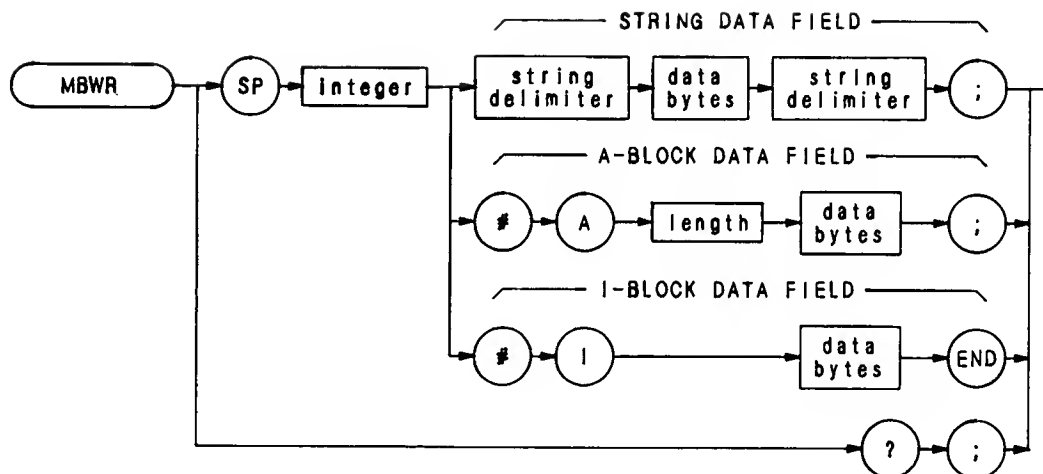 STRING DATA FIELD
MBWR SP integer string delimiter data bytes string delimiter ;
A-BLOCK DATA FIELD
# A length data bytes ;
I-BLOCK DATA FIELD
# I data bytes END
? ;